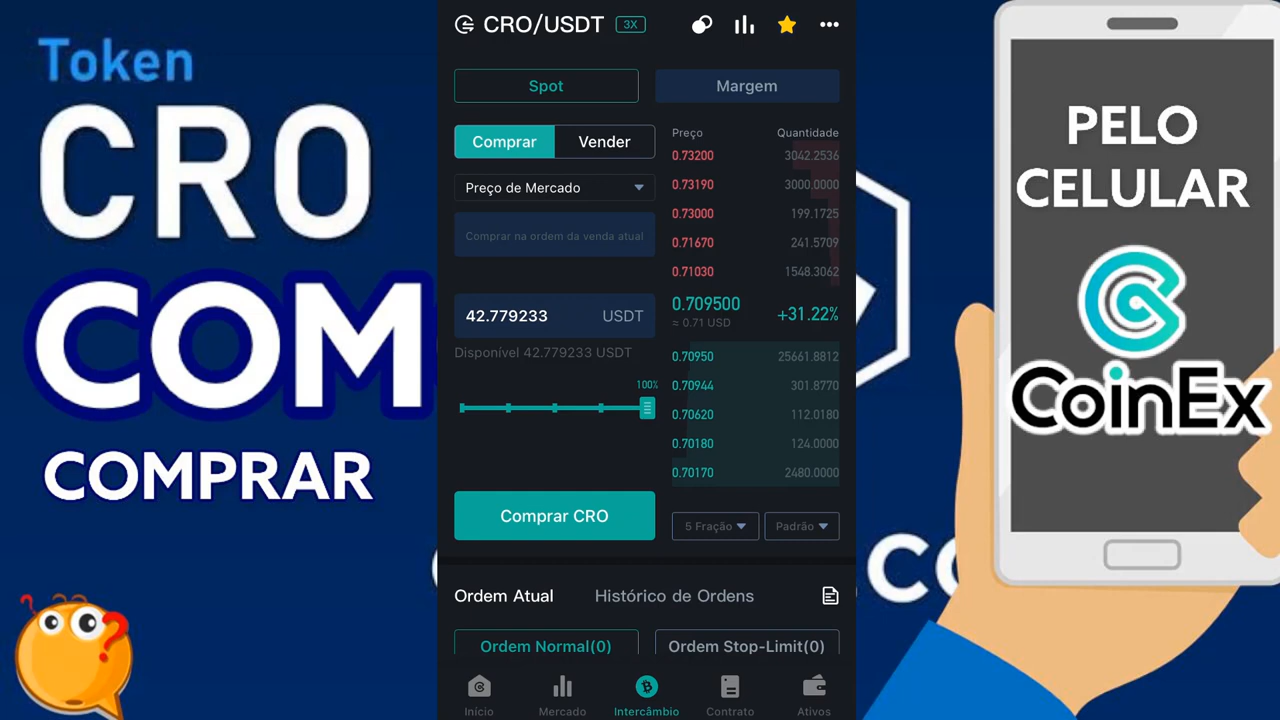 Token
CRO
COM
COMPRAR
CRO/USDT 3X
Spot Margem
Comprar Vender
Preço de Mercado
Comprar na ordem da venda atual
42.779233 USDT
Disponível 42.779233 USDT
100%
Comprar CRO
Preço Quantidade
0.73200 3042.2536
0.73190 3000.0000
0.73000 199.1725
0.71670 241.5709
0.71030 1548.3062
0.709500 +31.22%
≈ 0.71 USD
0.70950 25661.8812
0.70944 301.8770
0.70620 112.0180
0.70180 124.0000
0.70170 2480.0000
5 Fração Padrão
Ordem Atual Histórico de Ordens
Ordem Normal(0) Ordem Stop-Limit(0)
Início Mercado Intercâmbio Contrato Ativos
PELO
CELULAR
CoinEx